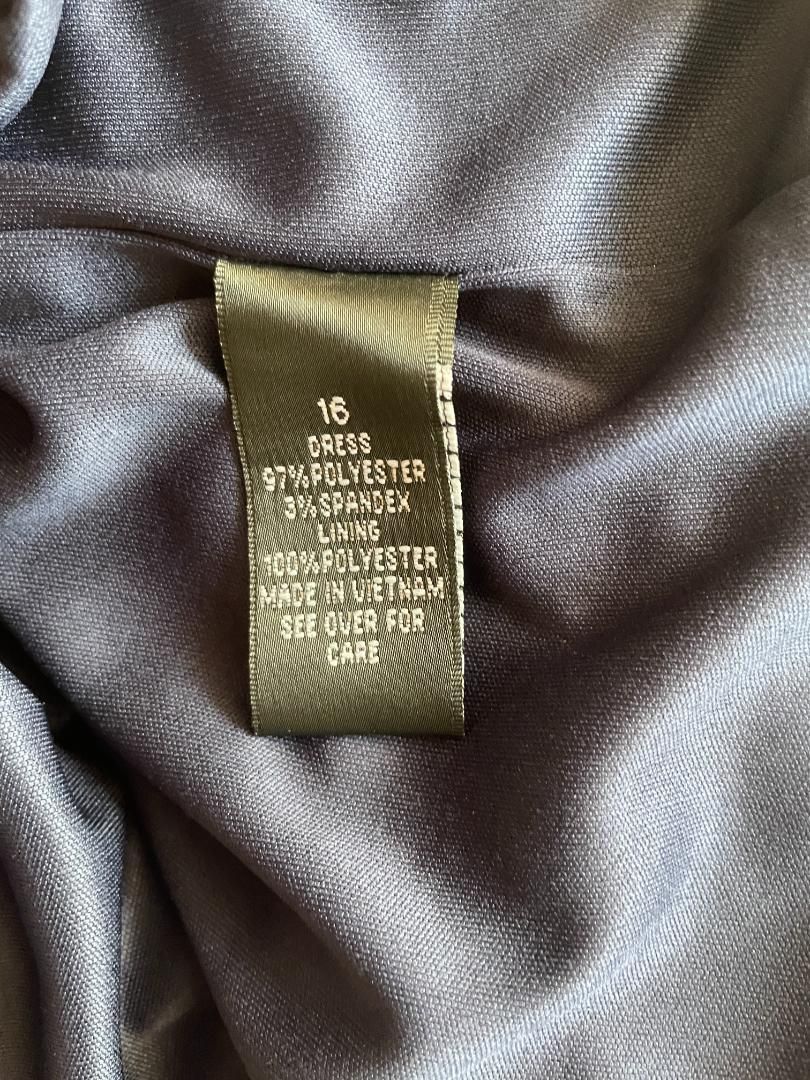 16
DRESS
97%POLYESTER
3%SPANDEX
LINING
100%POLYESTER
MADE IN VIETNAM
SEE OVER FOR
CARE